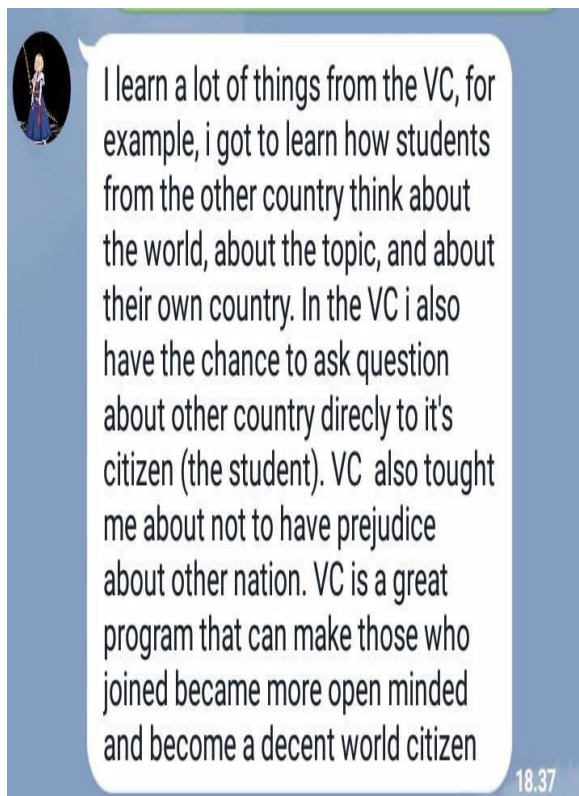 I learn a lot of things from the VC, for
example, i got to learn how students
from the other country think about
the world, about the topic, and about
their own country. In the VC i also
have the chance to ask question
about other country direcly to it's
citizen (the student). VC  also tought
me about not to have prejudice
about other nation. VC is a great
program that can make those who
joined became more open minded
and become a decent world citizen
18.37